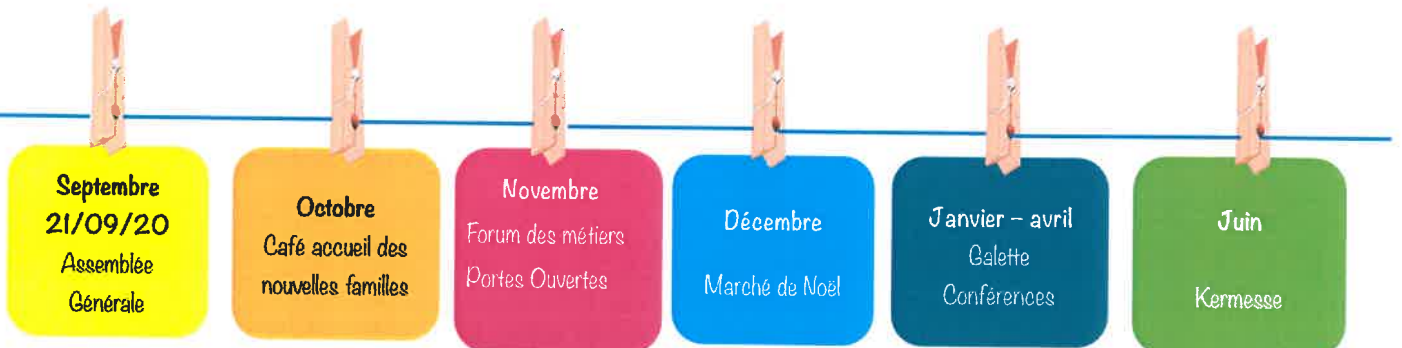 Septembre
21/09/20
Assemblée
Générale
Octobre
Café accueil des
nouvelles familles
Novembre
Forum des métiers
Portes Ouvertes
Décembre
Marché de Noël
Janvier – avril
Galette
Conférences
Juin
Kermesse